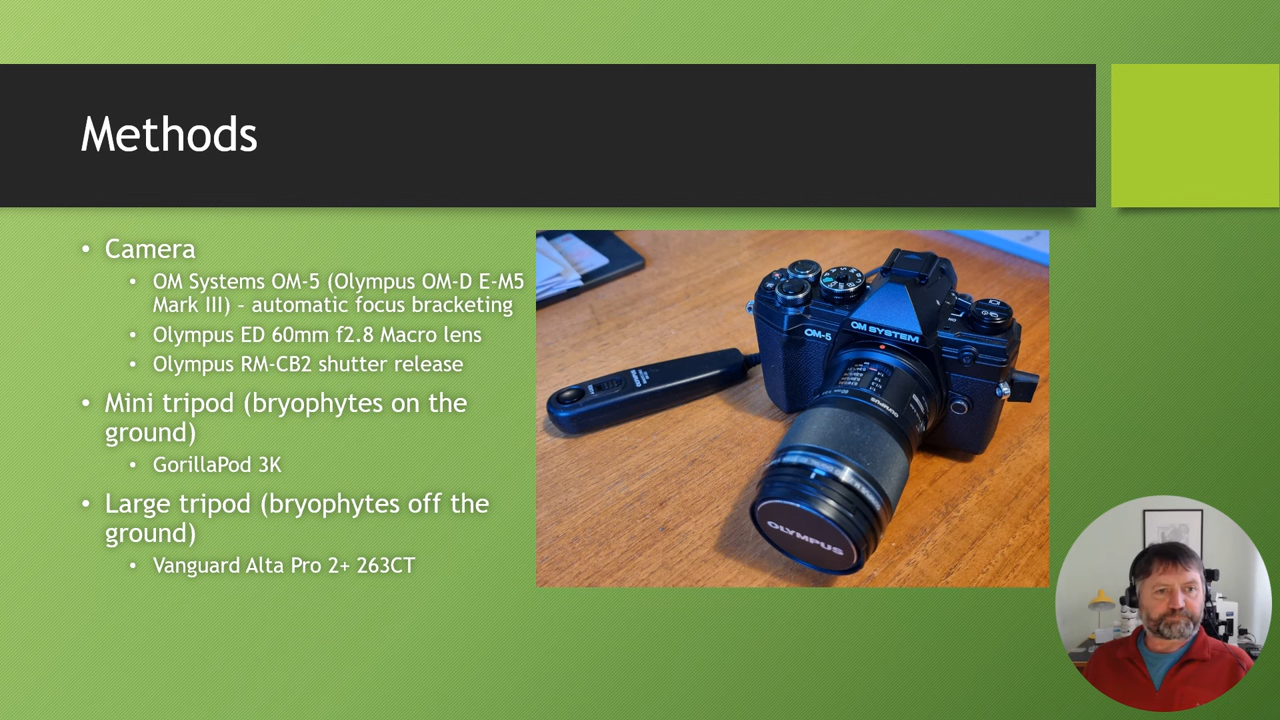 Methods
• Camera
• OM Systems OM-5 (Olympus OM-D E-M5
Mark III) – automatic focus bracketing
• Olympus ED 60mm f2.8 Macro lens
• Olympus RM-CB2 shutter release
• Mini tripod (bryophytes on the
ground)
• GorillaPod 3K
• Large tripod (bryophytes off the
ground)
• Vanguard Alta Pro 2+ 263CT
OM SYSTEM
OM-5
OLYMPUS
OLYMPUS